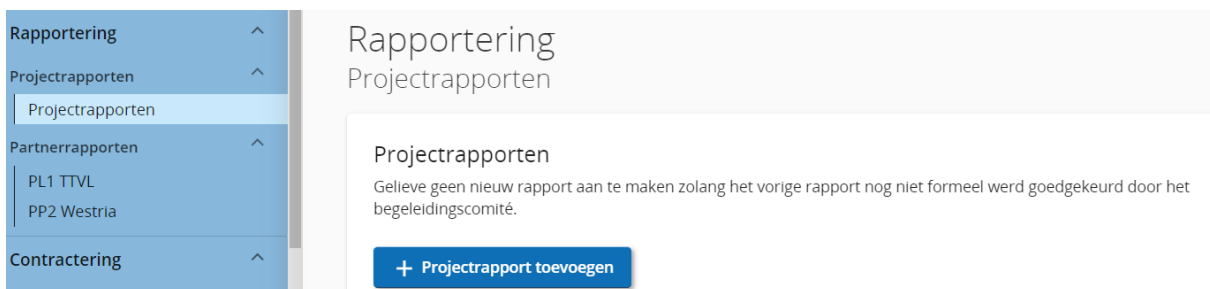 Rapportering
Projectrapporten
Projectrapporten
Partnerrapporten
PL1 TTVL
PP2 Westria
Contractering
Rapportering
Projectrapporten
Projectrapporten
Gelieve geen nieuw rapport aan te maken zolang het vorige rapport nog niet formeel werd goedgekeurd door het
begeleidingscomité.
+ Projectrapport toevoegen